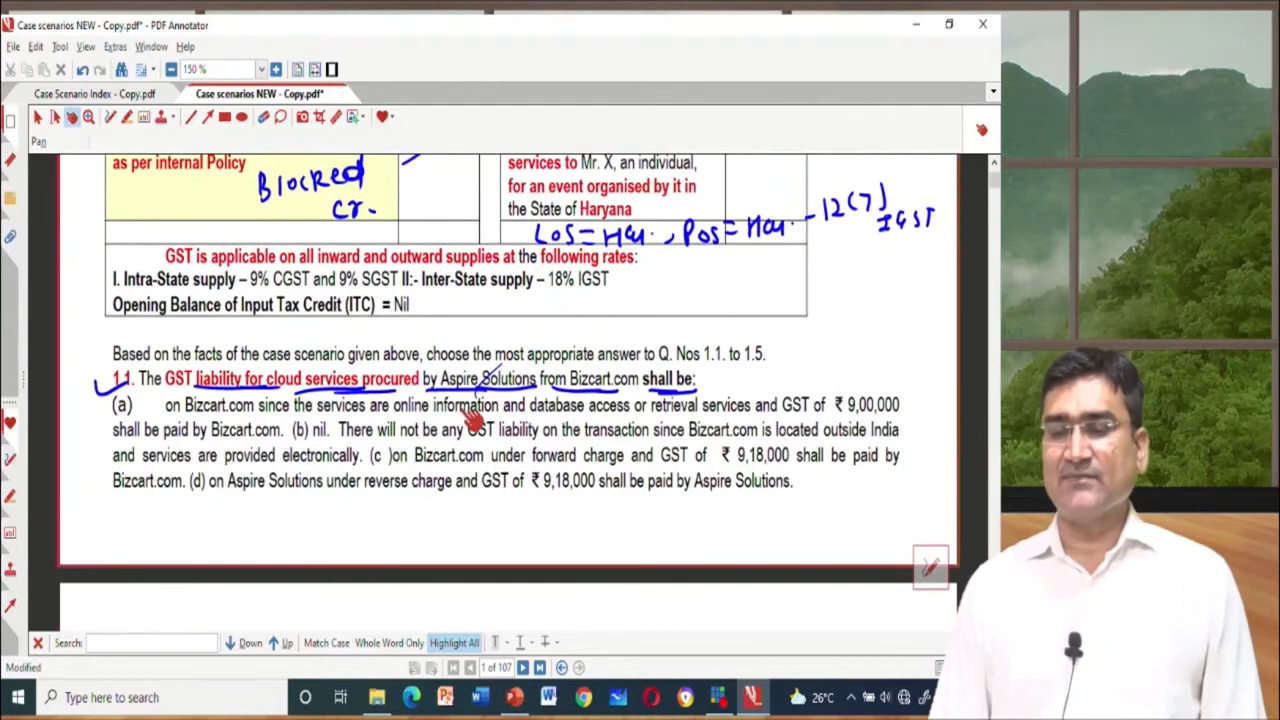 Case scenarios NEW - Copy.pdf* - PDF Annotator
File Edit Tool View Extras Window Help
150 %
Case Scenario Index - Copy.pdf Case scenarios NEW - Copy.pdf*
Pan
as per internal Policy
Blocked
cr.
services to Mr. X, an individual,
for an event organised by it in
the State of Haryana
LOS = Har. , POS = Har. - 12(7)
IGST
GST is applicable on all inward and outward supplies at the following rates:
I. Intra-State supply – 9% CGST and 9% SGST II:- Inter-State supply – 18% IGST
Opening Balance of Input Tax Credit (ITC) = Nil
Based on the facts of the case scenario given above, choose the most appropriate answer to Q. Nos 1.1. to 1.5.
1.1. The GST liability for cloud services procured by Aspire Solutions from Bizcart.com shall be:
(a) on Bizcart.com since the services are online information and database access or retrieval services and GST of ₹ 9,00,000
shall be paid by Bizcart.com. (b) nil. There will not be any GST liability on the transaction since Bizcart.com is located outside India
and services are provided electronically. (c )on Bizcart.com under forward charge and GST of ₹ 9,18,000 shall be paid by
Bizcart.com. (d) on Aspire Solutions under reverse charge and GST of ₹ 9,18,000 shall be paid by Aspire Solutions.
Search: Down Up Match Case Whole Word Only Highlight All
Modified 1 of 107
Type here to search 26°C